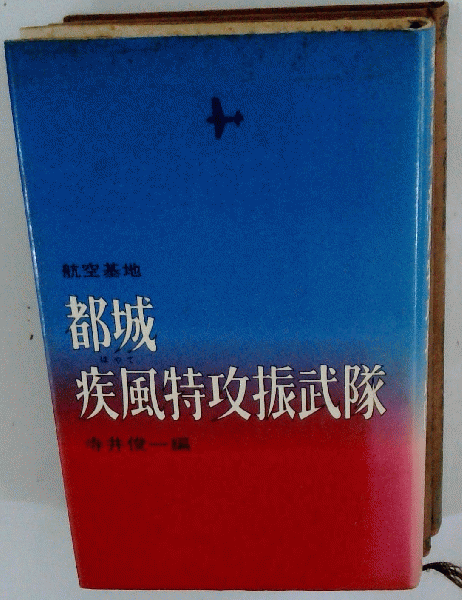 航空基地
都城
はやて
疾風特攻振武隊
寺井俊一編